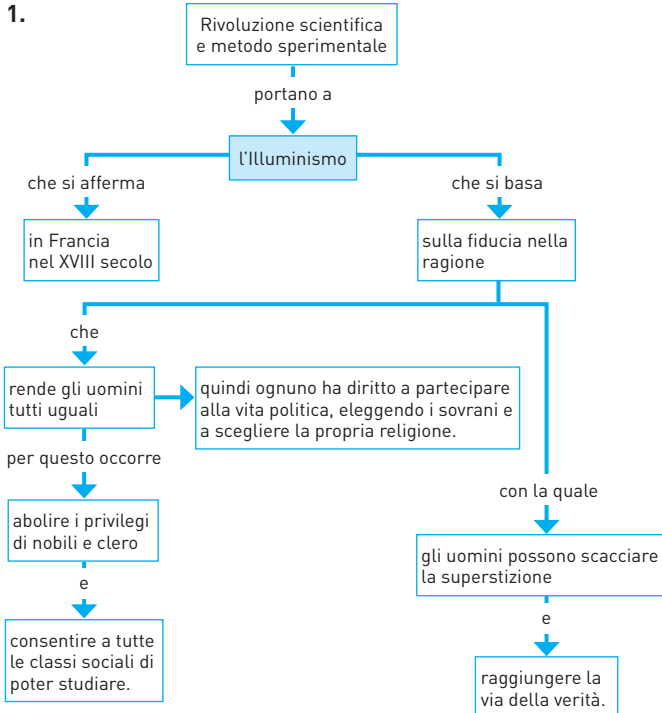 1.
Rivoluzione scientifica
e metodo sperimentale
portano a
l'Illuminismo
che si afferma
in Francia
nel XVIII secolo
che si basa
sulla fiducia nella
ragione
che
rende gli uomini
tutti uguali
quindi ognuno ha diritto a partecipare
alla vita politica, eleggendo i sovrani e
a scegliere la propria religione.
per questo occorre
abolire i privilegi
di nobili e clero
e
consentire a tutte
le classi sociali di
poter studiare.
con la quale
gli uomini possono scacciare
la superstizione
e
raggiungere la
via della verità.